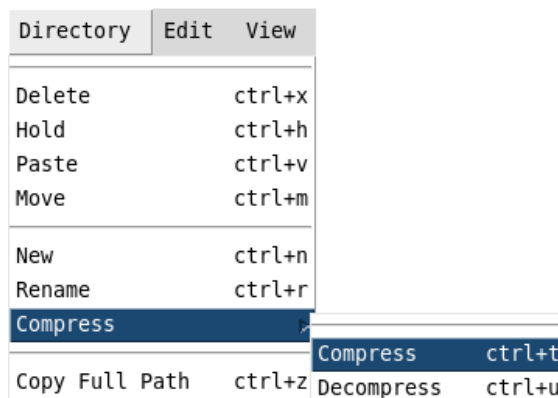 Directory Edit View
Delete ctrl+x
Hold ctrl+h
Paste ctrl+v
Move ctrl+m
New ctrl+n
Rename ctrl+r
Compress
Compress ctrl+t
Copy Full Path ctrl+z
Decompress ctrl+u